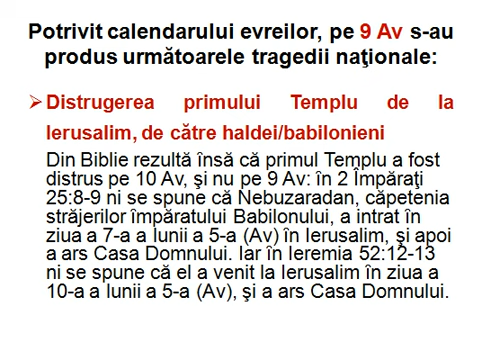 Potrivit calendarului evreilor, pe 9 Av s-au
produs următoarele tragedii naţionale:
➢ Distrugerea primului Templu de la
Ierusalim, de către haldei/babilonieni
Din Biblie rezultă însă că primul Templu a fost
distrus pe 10 Av, şi nu pe 9 Av: în 2 Împăraţi
25:8-9 ni se spune că Nebuzaradan, căpetenia
străjerilor împăratului Babilonului, a intrat în
ziua a 7-a a lunii a 5-a (Av) în Ierusalim, şi apoi
a ars Casa Domnului. Iar în Ieremia 52:12-13
ni se spune că el a venit la Ierusalim în ziua a
10-a a lunii a 5-a (Av), şi a ars Casa Domnului.